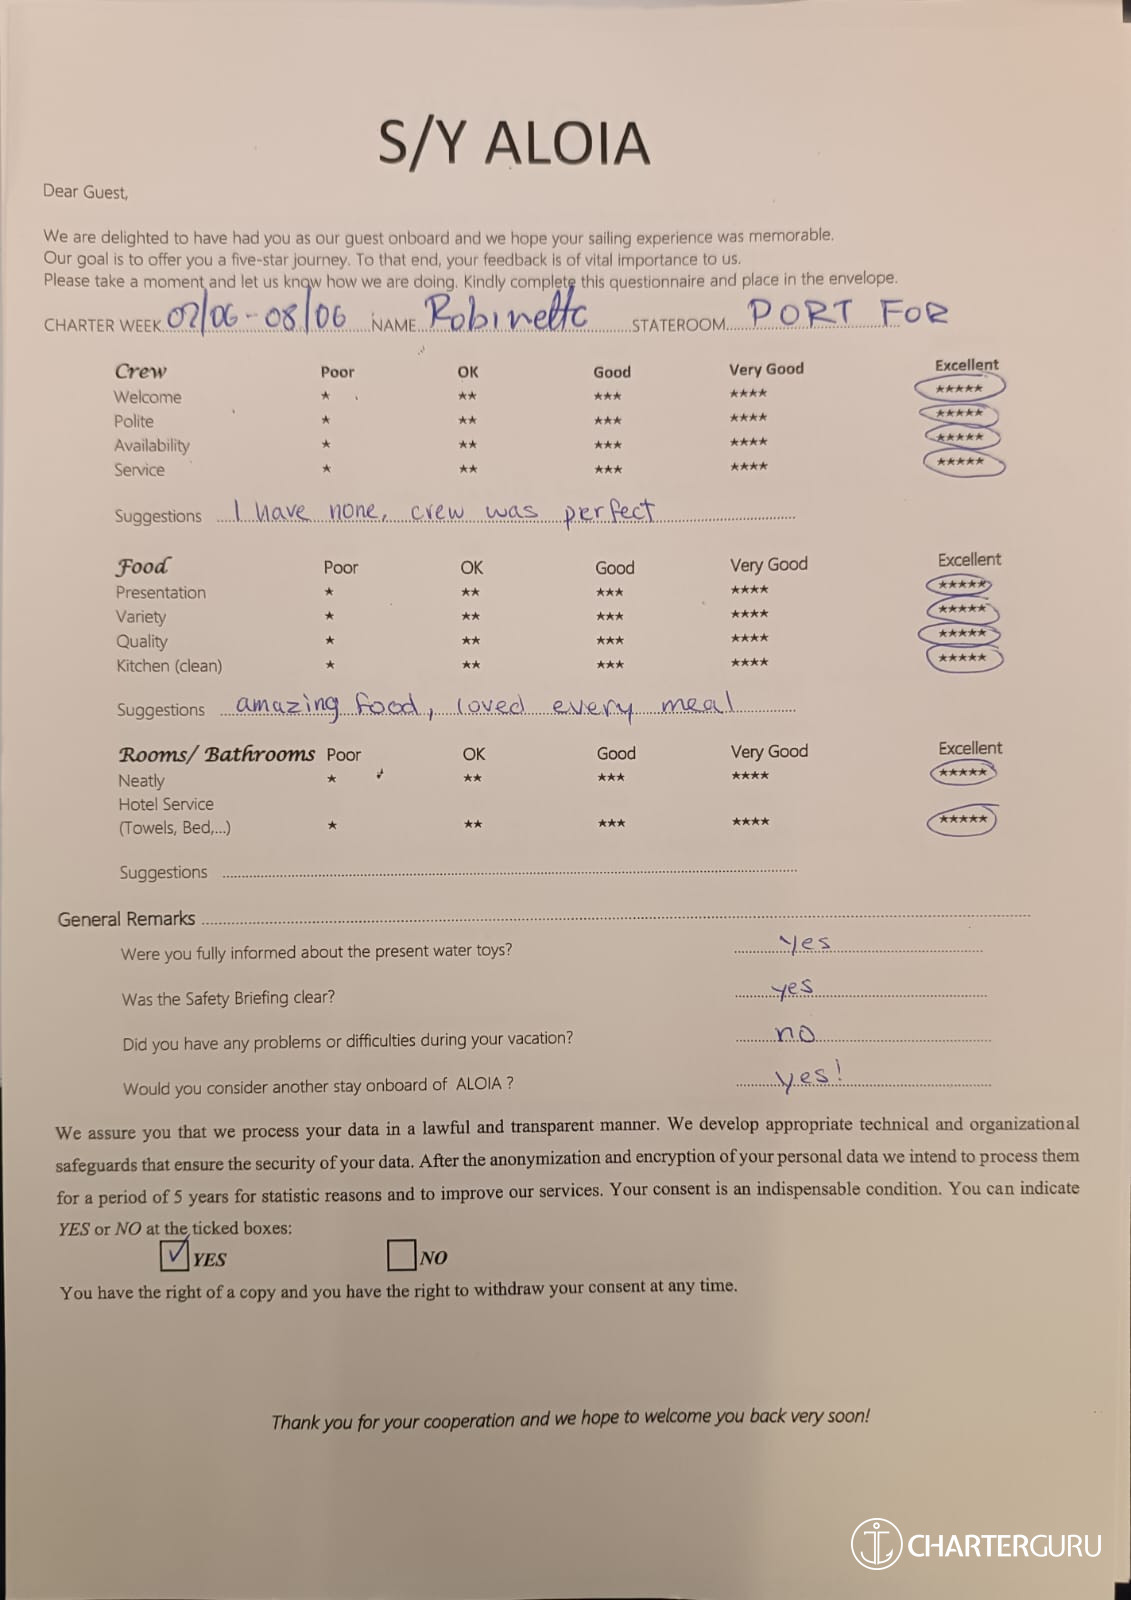 S/Y ALOIA
Dear Guest,
We are delighted to have had you as our guest onboard and we hope your sailing experience was memorable.
Our goal is to offer you a five-star journey. To that end, your feedback is of vital importance to us.
Please take a moment and let us know how we are doing. Kindly complete this questionnaire and place in the envelope.
CHARTER WEEK 02/06-08/06 NAME STATEROOM PORT FOR
Crew Poor OK Good Very Good Excellent
Welcome ★ ★★ ★★★ ★★★★ ★★★★★
Polite ★ ★★ ★★★ ★★★★ ★★★★★
Availability ★ ★★ ★★★ ★★★★ ★★★★★
Service ★ ★★ ★★★ ★★★★ ★★★★★
Suggestions I have none, crew was perfect
Food Poor OK Good Very Good Excellent
Presentation ★ ★★ ★★★ ★★★★ ★★★★★
Variety ★ ★★ ★★★ ★★★★ ★★★★★
Quality ★ ★★ ★★★ ★★★★ ★★★★★
Kitchen (clean) ★ ★★ ★★★ ★★★★ ★★★★★
Suggestions amazing food, loved every meal
Rooms/ Bathrooms Poor OK Good Very Good Excellent
Neatly ★ ★★ ★★★ ★★★★ ★★★★★
Hotel Service
(Towels, Bed,...) ★ ★★ ★★★ ★★★★ ★★★★★
Suggestions
General Remarks
Were you fully informed about the present water toys? yes
Was the Safety Briefing clear? yes
Did you have any problems or difficulties during your vacation? no
Would you consider another stay onboard of ALOIA ? yes!
We assure you that we process your data in a lawful and transparent manner. We develop appropriate technical and organizational
safeguards that ensure the security of your data. After the anonymization and encryption of your personal data we intend to process them
for a period of 5 years for statistic reasons and to improve our services. Your consent is an indispensable condition. You can indicate
YES or NO at the ticked boxes:
YES NO
You have the right of a copy and you have the right to withdraw your consent at any time.
Thank you for your cooperation and we hope to welcome you back very soon!
CHARTERGURU